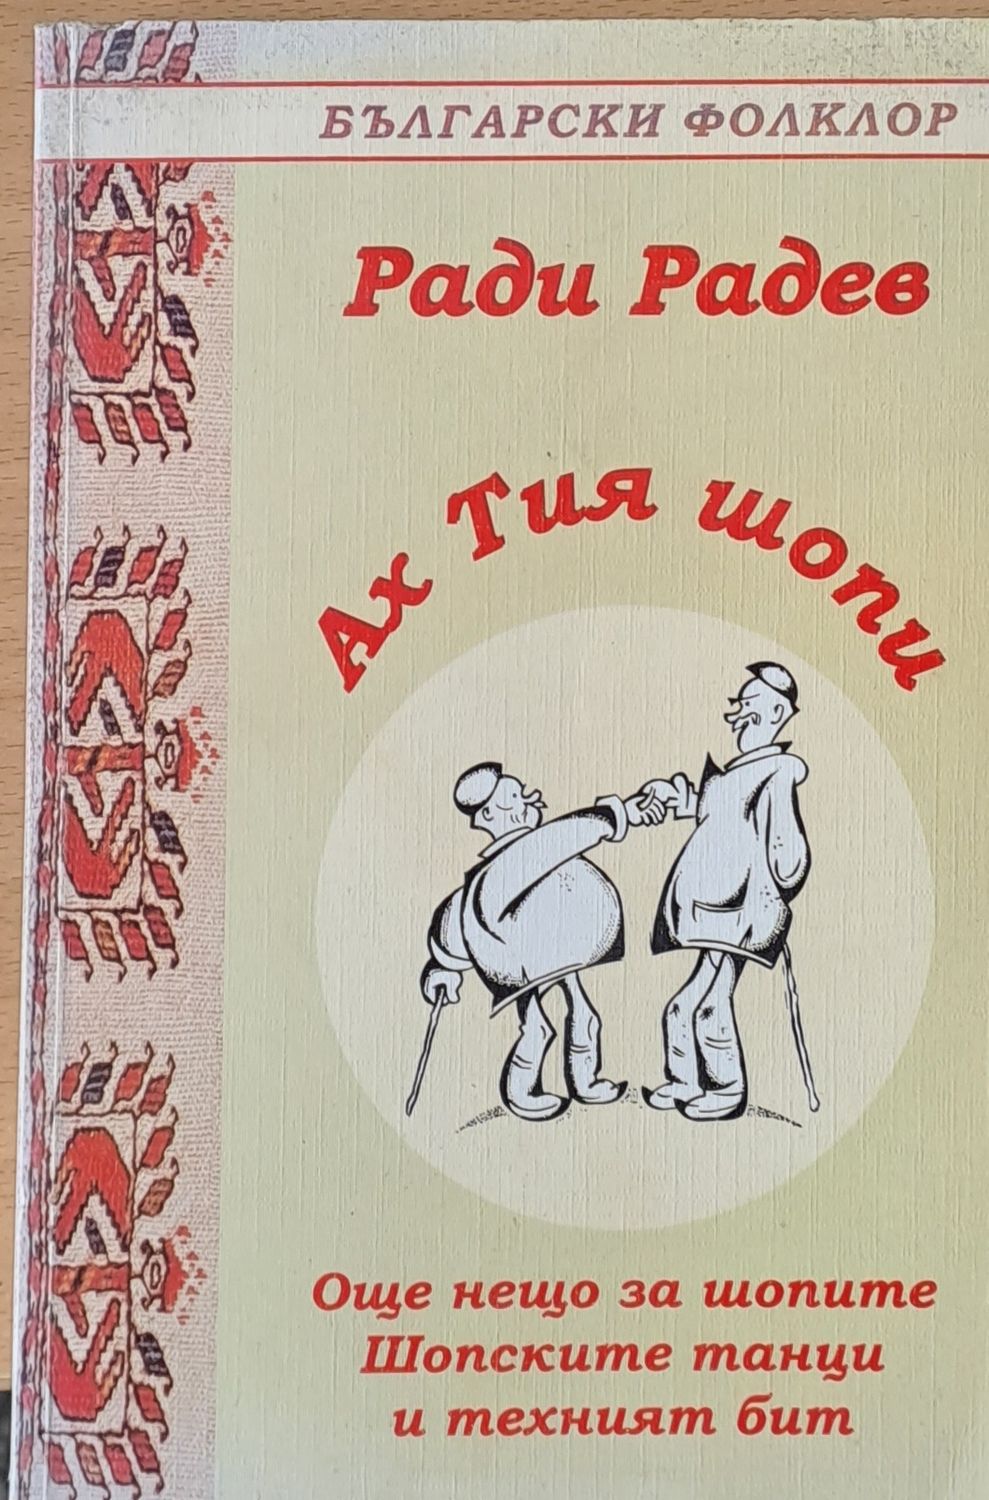 БЪЛГАРСКИ ФОЛКЛОР
Ради Радев
Ах Тия шопи
Още нещо за шопите
Шопските танци
и техният бит